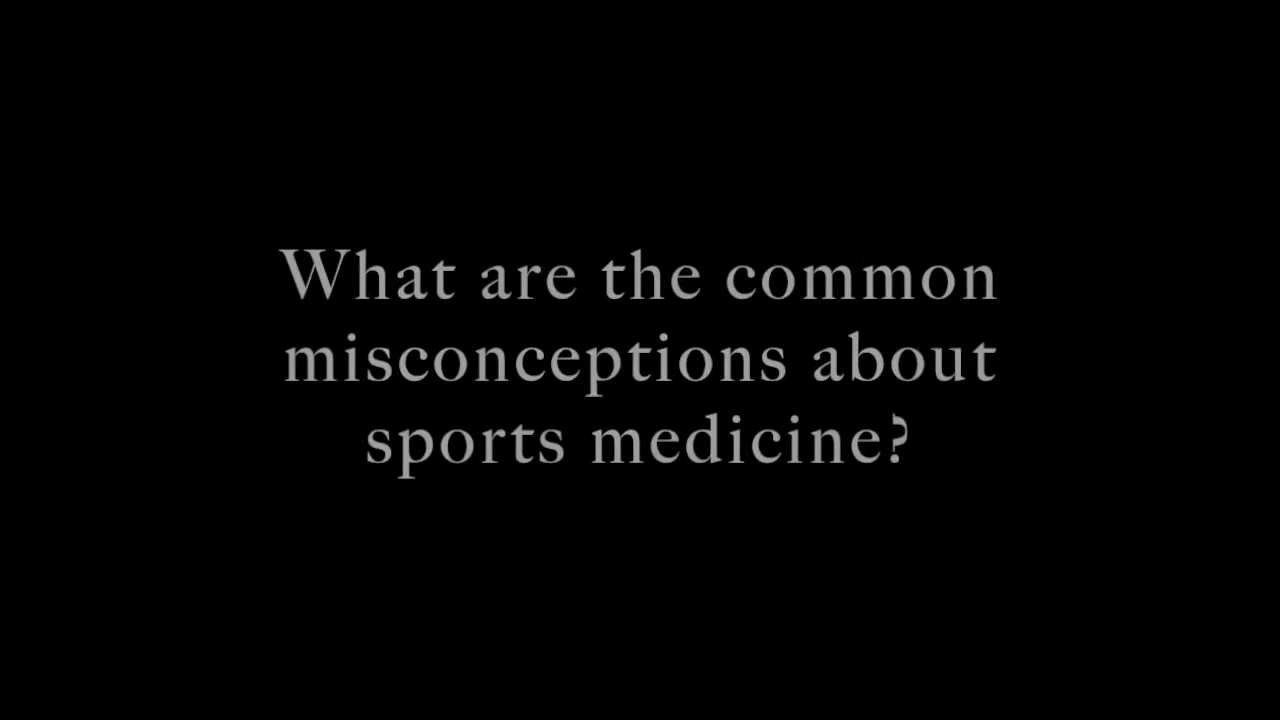 What are the common
misconceptions about
sports medicine?